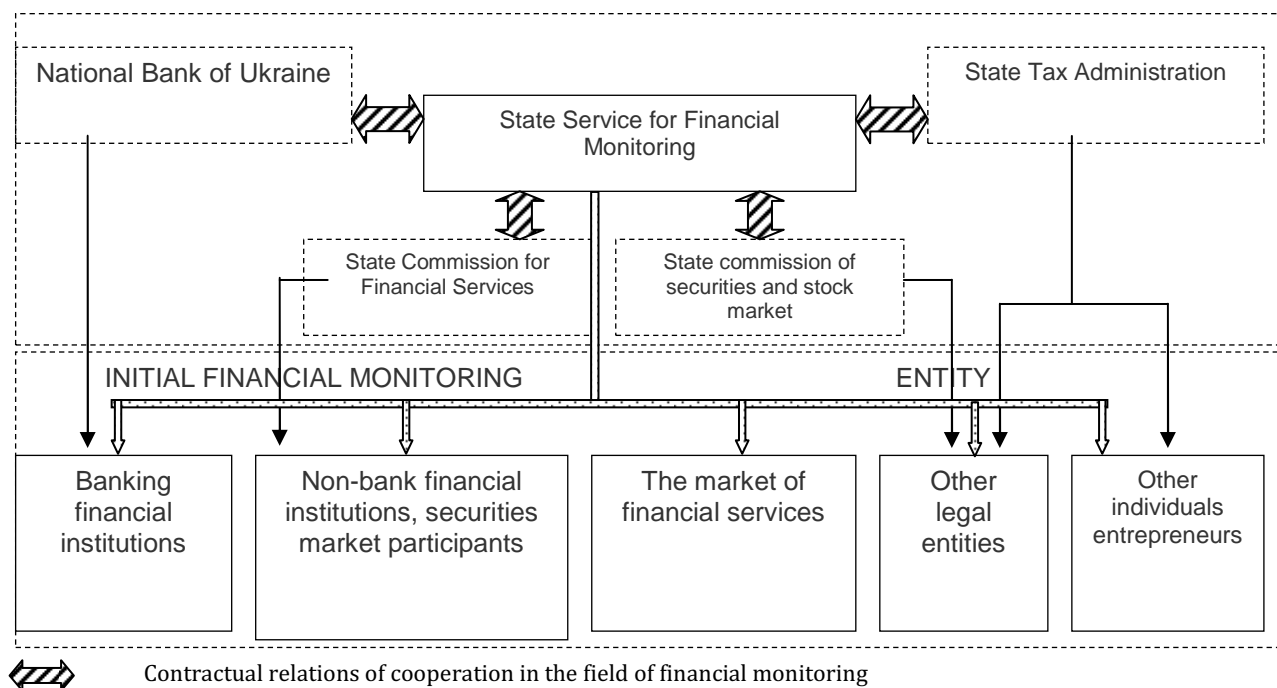 National Bank of Ukraine
State Tax Administration
State Service for Financial
Monitoring
State Commission for
Financial Services
State commission of
securities and stock
market
INITIAL FINANCIAL MONITORING
ENTITY
Banking
financial
institutions
Non-bank financial
institutions, securities
market participants
The market of
financial services
Other
legal
entities
Other
individuals
entrepreneurs
Contractual relations of cooperation in the field of financial monitoring